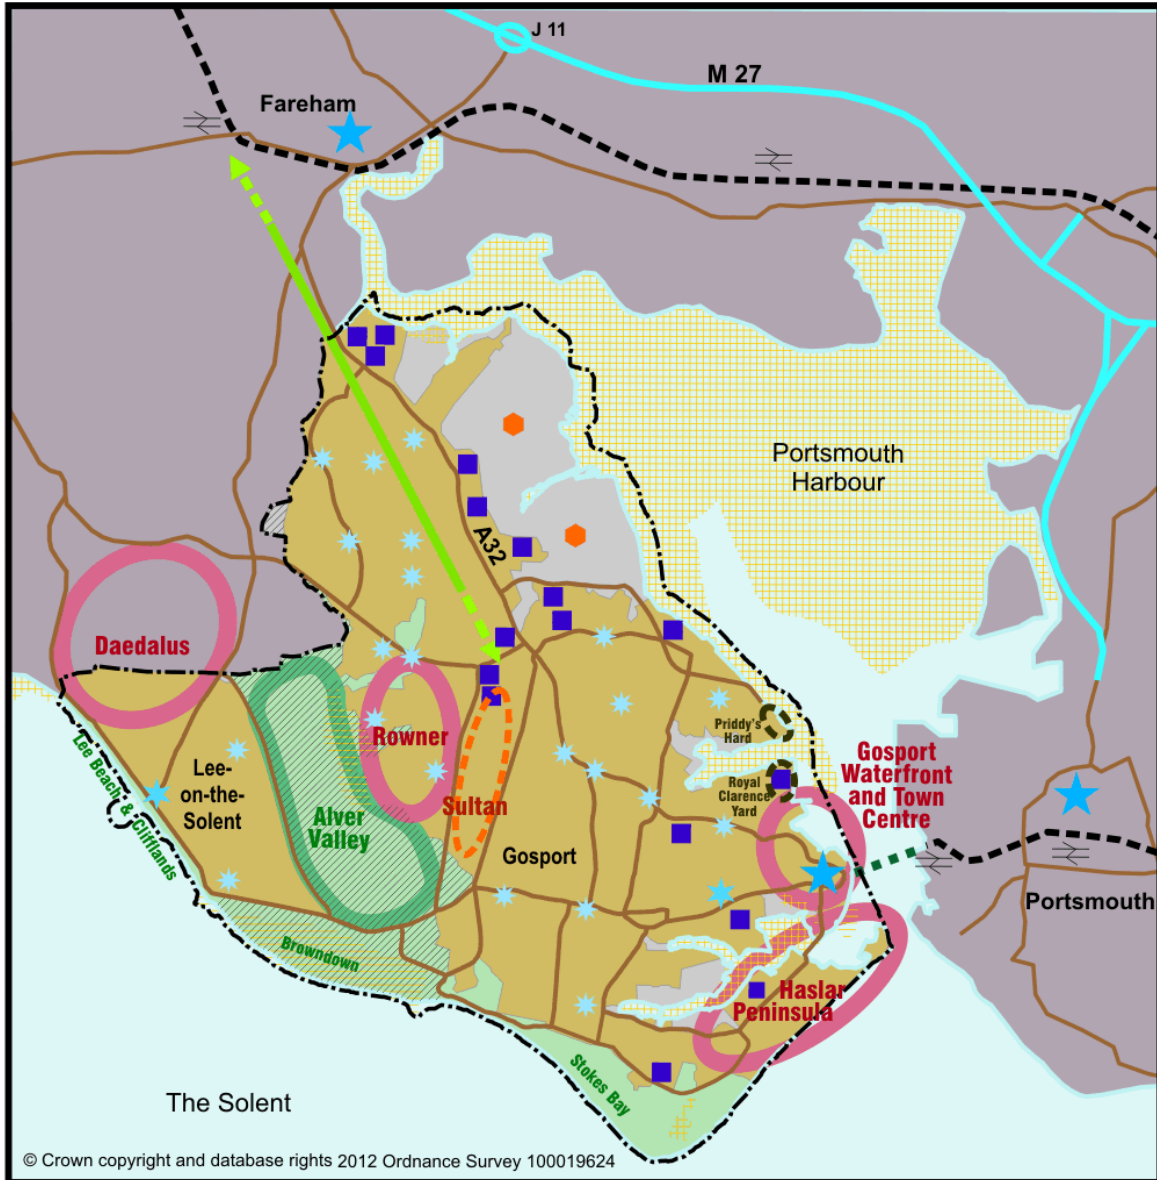 J 11
M 27
Fareham
Portsmouth
Harbour
A32
Daedalus
Rowner
Priddy's
Hard
Gosport
Waterfront
and Town
Centre
Lee-
on-the-
Solent
Royal
Clarence
Yard
Lee Beach & Clifflands
Alver
Valley
Sultan
Gosport
Portsmouth
Browndown
Haslar
Peninsula
Stokes Bay
The Solent
© Crown copyright and database rights 2012 Ordnance Survey 100019624